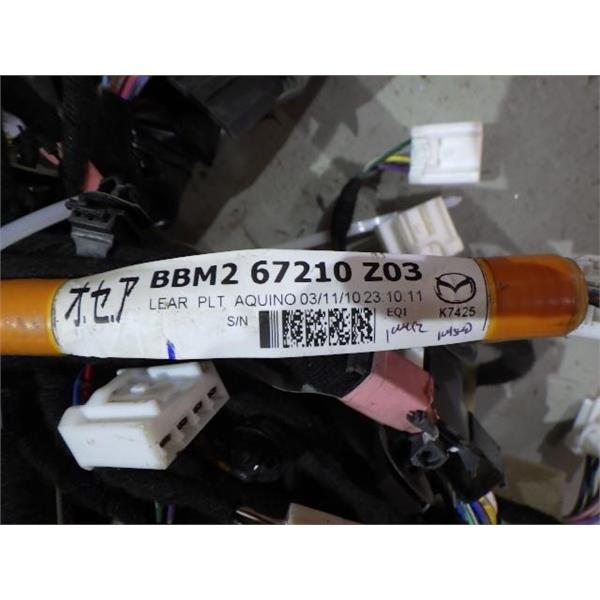 オ.セ.ア
BBM2 67210 Z03
LEAR PLT AQUINO 03/11/10 23.10.11
S/N EQ1 K7425